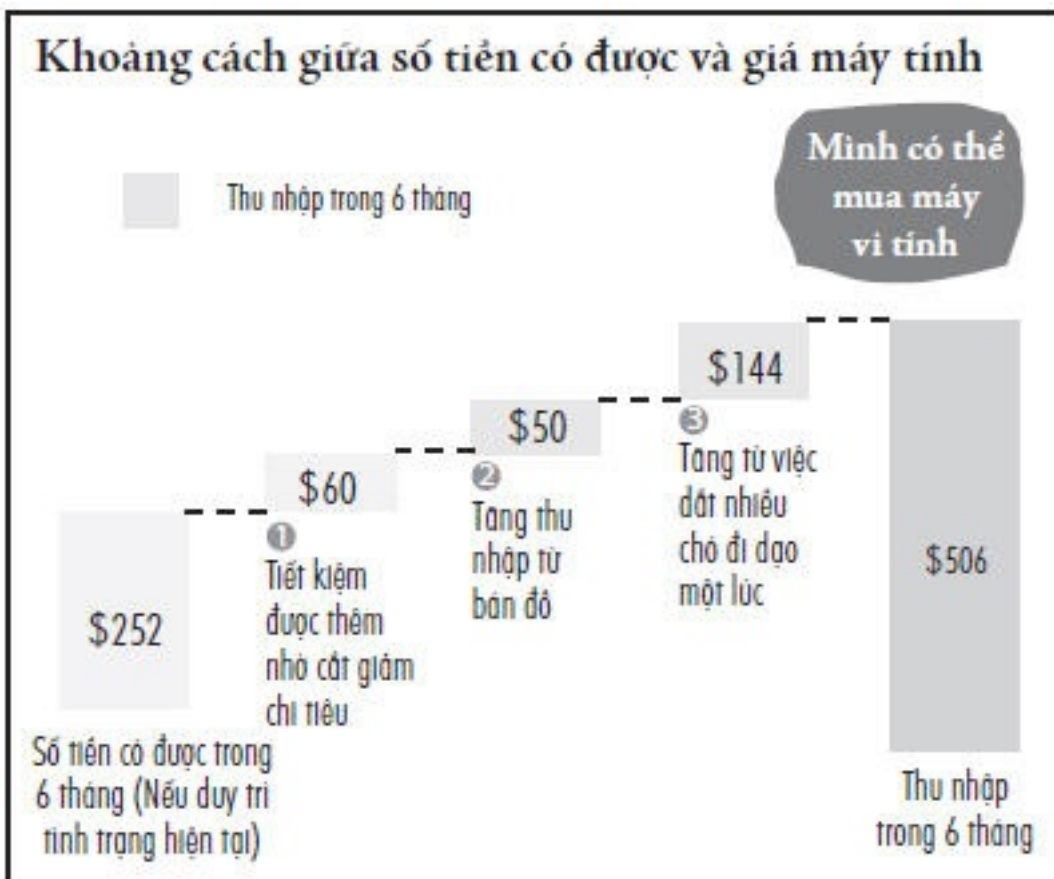 Khoảng cách giữa số tiền có được và giá máy tính
Mình có thể
mua máy
vi tính
Thu nhập trong 6 tháng
$252
Số tiền có được trong
6 tháng (Nếu duy trì
tình trạng hiện tại)
$60
1
Tiết kiệm
được thêm
nhờ cắt giảm
chi tiêu
$50
2
Tăng thu
nhập từ
bán đồ
$144
3
Tăng từ việc
dắt nhiều
chó đi dạo
một lúc
$506
Thu nhập
trong 6 tháng